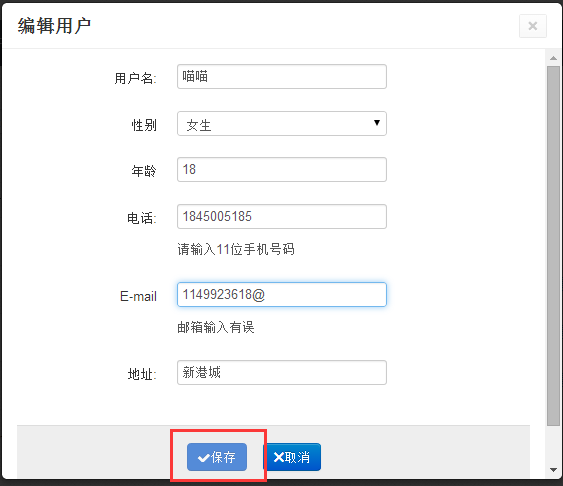 编辑用户
用户名: 喵喵
性别 女生
年龄 18
电话: 1845005185
请输入11位手机号码
E-mail 1149923618@
邮箱输入有误
地址: 新港城
保存 取消